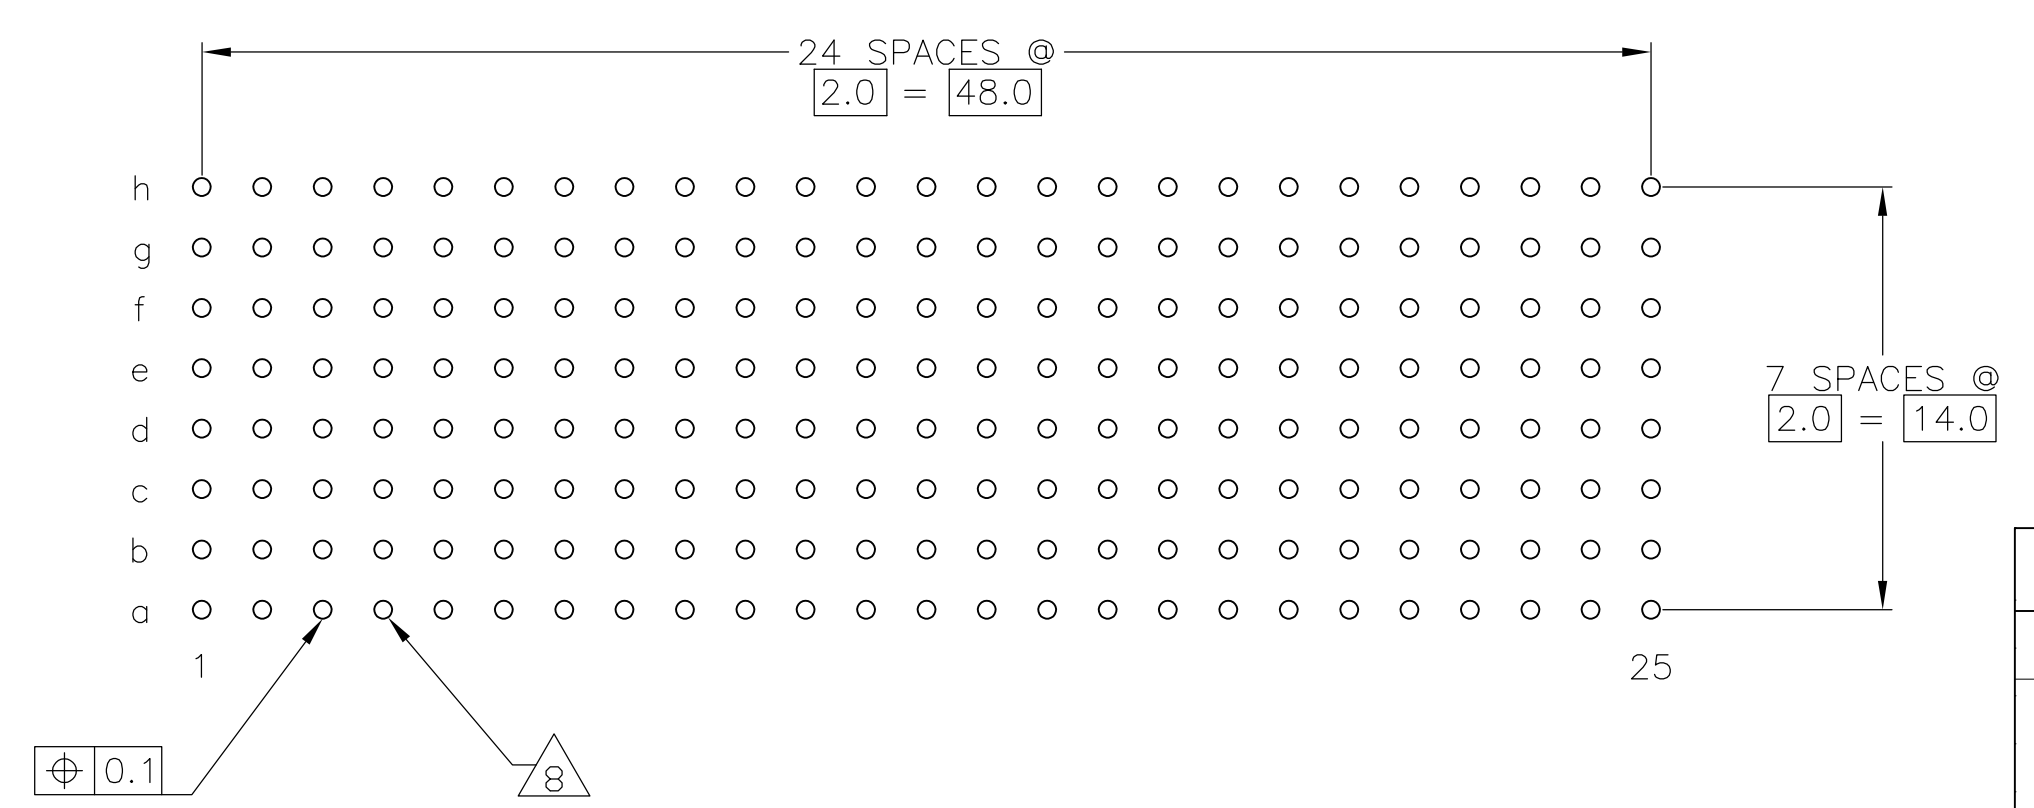 24 SPACES @
2.0 = 48.0
h
g
f
e
7 SPACES @
2.0 = 14.0
d
c
b
a
1
25
⌖ 0.1
8